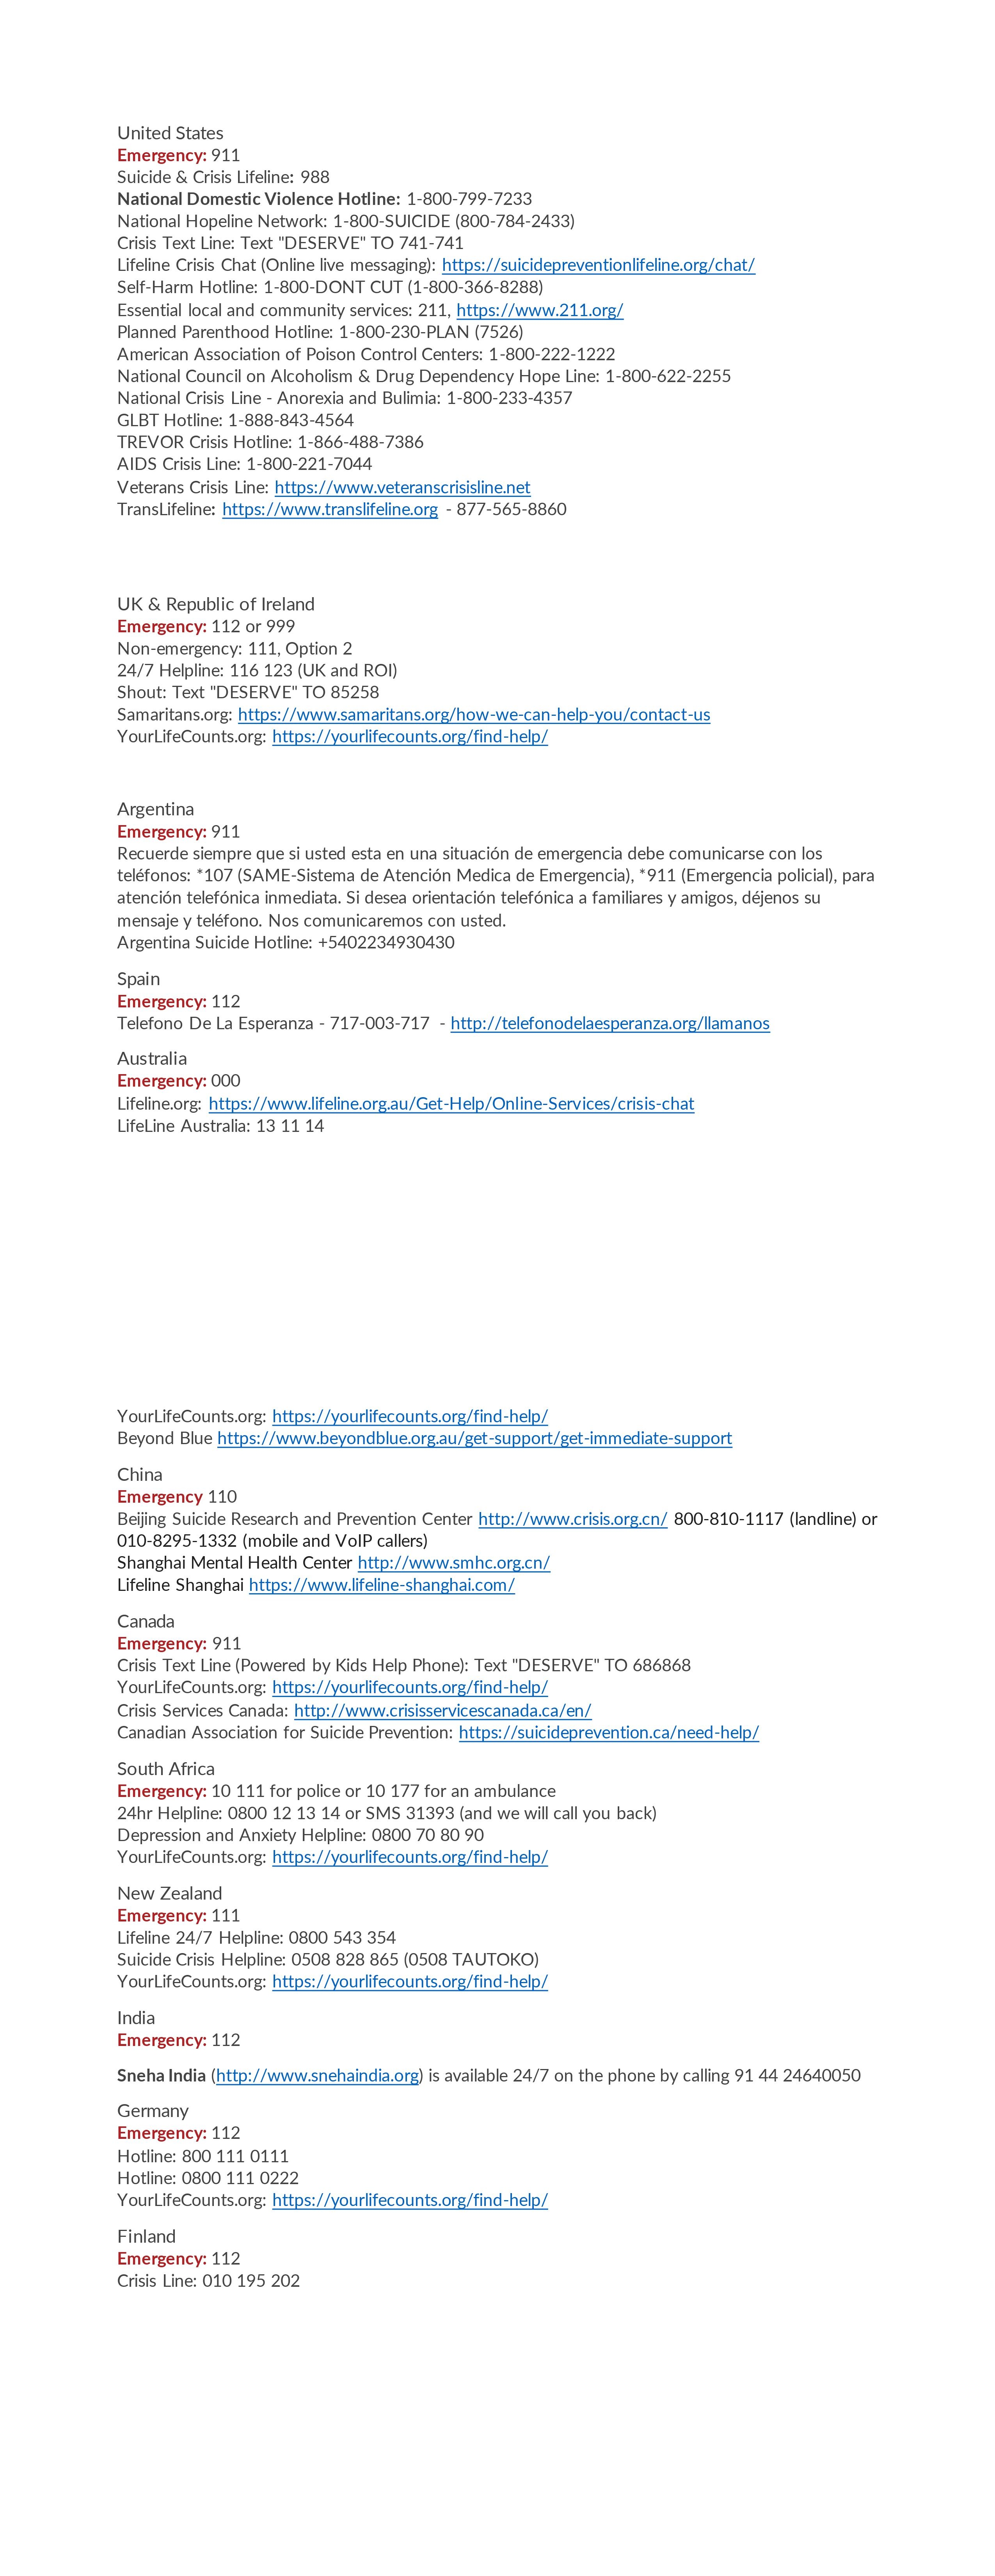 United States
Emergency: 911
Suicide & Crisis Lifeline: 988
National Domestic Violence Hotline: 1-800-799-7233
National Hopeline Network: 1-800-SUICIDE (800-784-2433)
Crisis Text Line: Text "DESERVE" TO 741-741
Lifeline Crisis Chat (Online live messaging): https://suicidepreventionlifeline.org/chat/
Self-Harm Hotline: 1-800-DONT CUT (1-800-366-8288)
Essential local and community services: 211, https://www.211.org/
Planned Parenthood Hotline: 1-800-230-PLAN (7526)
American Association of Poison Control Centers: 1-800-222-1222
National Council on Alcoholism & Drug Dependency Hope Line: 1-800-622-2255
National Crisis Line - Anorexia and Bulimia: 1-800-233-4357
GLBT Hotline: 1-888-843-4564
TREVOR Crisis Hotline: 1-866-488-7386
AIDS Crisis Line: 1-800-221-7044
Veterans Crisis Line: https://www.veteranscrisisline.net
TransLifeline: https://www.translifeline.org - 877-565-8860
UK & Republic of Ireland
Emergency: 112 or 999
Non-emergency: 111, Option 2
24/7 Helpline: 116 123 (UK and ROI)
Shout: Text "DESERVE" TO 85258
Samaritans.org: https://www.samaritans.org/how-we-can-help-you/contact-us
YourLifeCounts.org: https://yourlifecounts.org/find-help/
Argentina
Emergency: 911
Recuerde siempre que si usted esta en una situación de emergencia debe comunicarse con los
teléfonos: *107 (SAME-Sistema de Atención Medica de Emergencia), *911 (Emergencia policial), para
atención telefónica inmediata. Si desea orientación telefónica a familiares y amigos, déjenos su
mensaje y teléfono. Nos comunicaremos con usted.
Argentina Suicide Hotline: +5402234930430
Spain
Emergency: 112
Telefono De La Esperanza - 717-003-717 - http://telefonodelaesperanza.org/llamanos
Australia
Emergency: 000
Lifeline.org: https://www.lifeline.org.au/Get-Help/Online-Services/crisis-chat
LifeLine Australia: 13 11 14
YourLifeCounts.org: https://yourlifecounts.org/find-help/
Beyond Blue https://www.beyondblue.org.au/get-support/get-immediate-support
China
Emergency 110
Beijing Suicide Research and Prevention Center http://www.crisis.org.cn/ 800-810-1117 (landline) or
010-8295-1332 (mobile and VoIP callers)
Shanghai Mental Health Center http://www.smhc.org.cn/
Lifeline Shanghai https://www.lifeline-shanghai.com/
Canada
Emergency: 911
Crisis Text Line (Powered by Kids Help Phone): Text "DESERVE" TO 686868
YourLifeCounts.org: https://yourlifecounts.org/find-help/
Crisis Services Canada: http://www.crisisservicescanada.ca/en/
Canadian Association for Suicide Prevention: https://suicideprevention.ca/need-help/
South Africa
Emergency: 10 111 for police or 10 177 for an ambulance
24hr Helpline: 0800 12 13 14 or SMS 31393 (and we will call you back)
Depression and Anxiety Helpline: 0800 70 80 90
YourLifeCounts.org: https://yourlifecounts.org/find-help/
New Zealand
Emergency: 111
Lifeline 24/7 Helpline: 0800 543 354
Suicide Crisis Helpline: 0508 828 865 (0508 TAUTOKO)
YourLifeCounts.org: https://yourlifecounts.org/find-help/
India
Emergency: 112
Sneha India (http://www.snehaindia.org) is available 24/7 on the phone by calling 91 44 24640050
Germany
Emergency: 112
Hotline: 800 111 0111
Hotline: 0800 111 0222
YourLifeCounts.org: https://yourlifecounts.org/find-help/
Finland
Emergency: 112
Crisis Line: 010 195 202